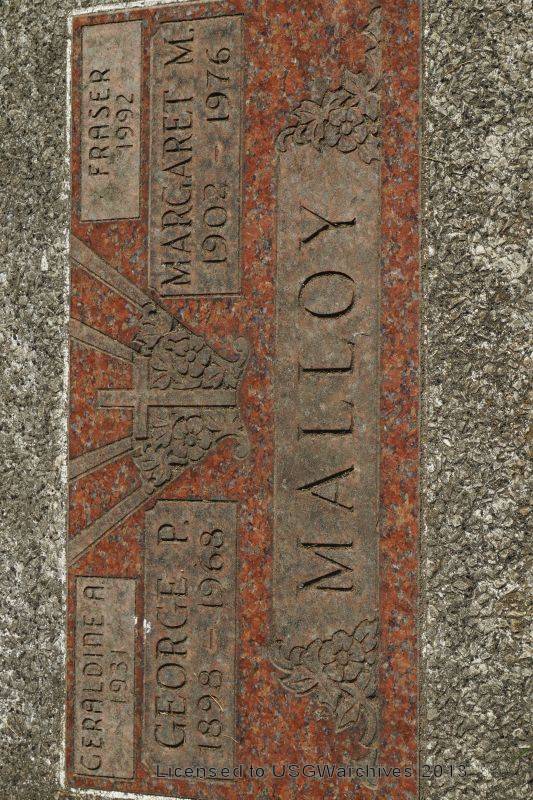 GERALDINE A.
1931
FRASER
1992
GEORGE P.
1898 – 1968
MARGARET M.
1902 – 1976
MALLOY
Licensed to USGWarchives 2013